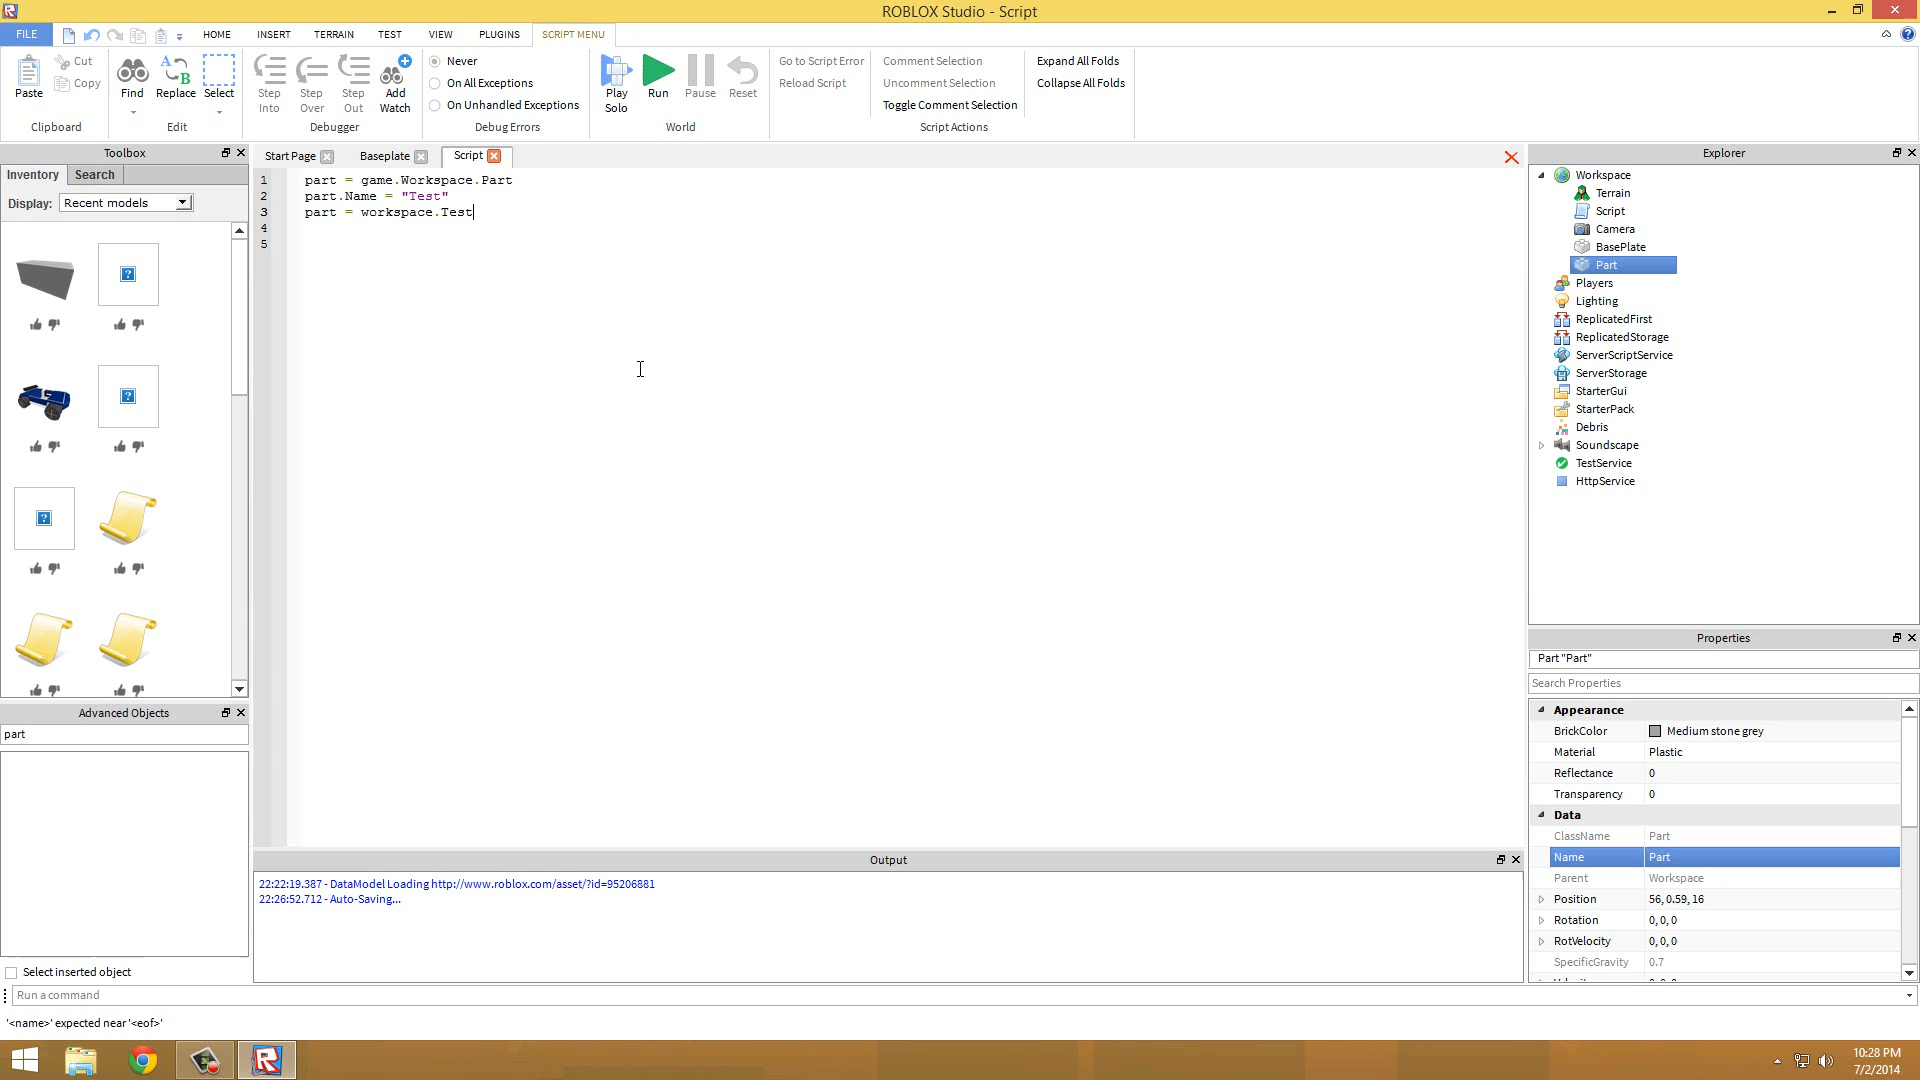 ROBLOX Studio - Script
FILE
HOME
INSERT
TERRAIN
TEST
VIEW
PLUGINS
SCRIPT MENU
Paste
Cut
Copy
Clipboard
Find
Replace
Select
Edit
Step Into
Step Over
Step Out
Add Watch
Debugger
Never
On All Exceptions
On Unhandled Exceptions
Debug Errors
Play Solo
Run
Pause
Reset
World
Go to Script Error
Reload Script
Comment Selection
Uncomment Selection
Toggle Comment Selection
Script Actions
Expand All Folds
Collapse All Folds
Toolbox
Inventory
Search
Display:
Recent models
Advanced Objects
part
Select inserted object
Start Page
Baseplate
Script
1 part = game.Workspace.Part
2 part.Name = "Test"
3 part = workspace.Test
4
5
Output
22:22:19.387 - DataModel Loading http://www.roblox.com/asset/?id=95206881
22:26:52.712 - Auto-Saving...
Explorer
Workspace
Terrain
Script
Camera
BasePlate
Part
Players
Lighting
ReplicatedFirst
ReplicatedStorage
ServerScriptService
ServerStorage
StarterGui
StarterPack
Debris
Soundscape
TestService
HttpService
Properties
Part "Part"
Search Properties
Appearance
BrickColor Medium stone grey
Material Plastic
Reflectance 0
Transparency 0
Data
ClassName Part
Name Part
Parent Workspace
Position 56, 0.59, 16
Rotation 0, 0, 0
RotVelocity 0, 0, 0
SpecificGravity 0.7
Run a command
'<name>' expected near '<eof>'
10:28 PM
7/2/2014